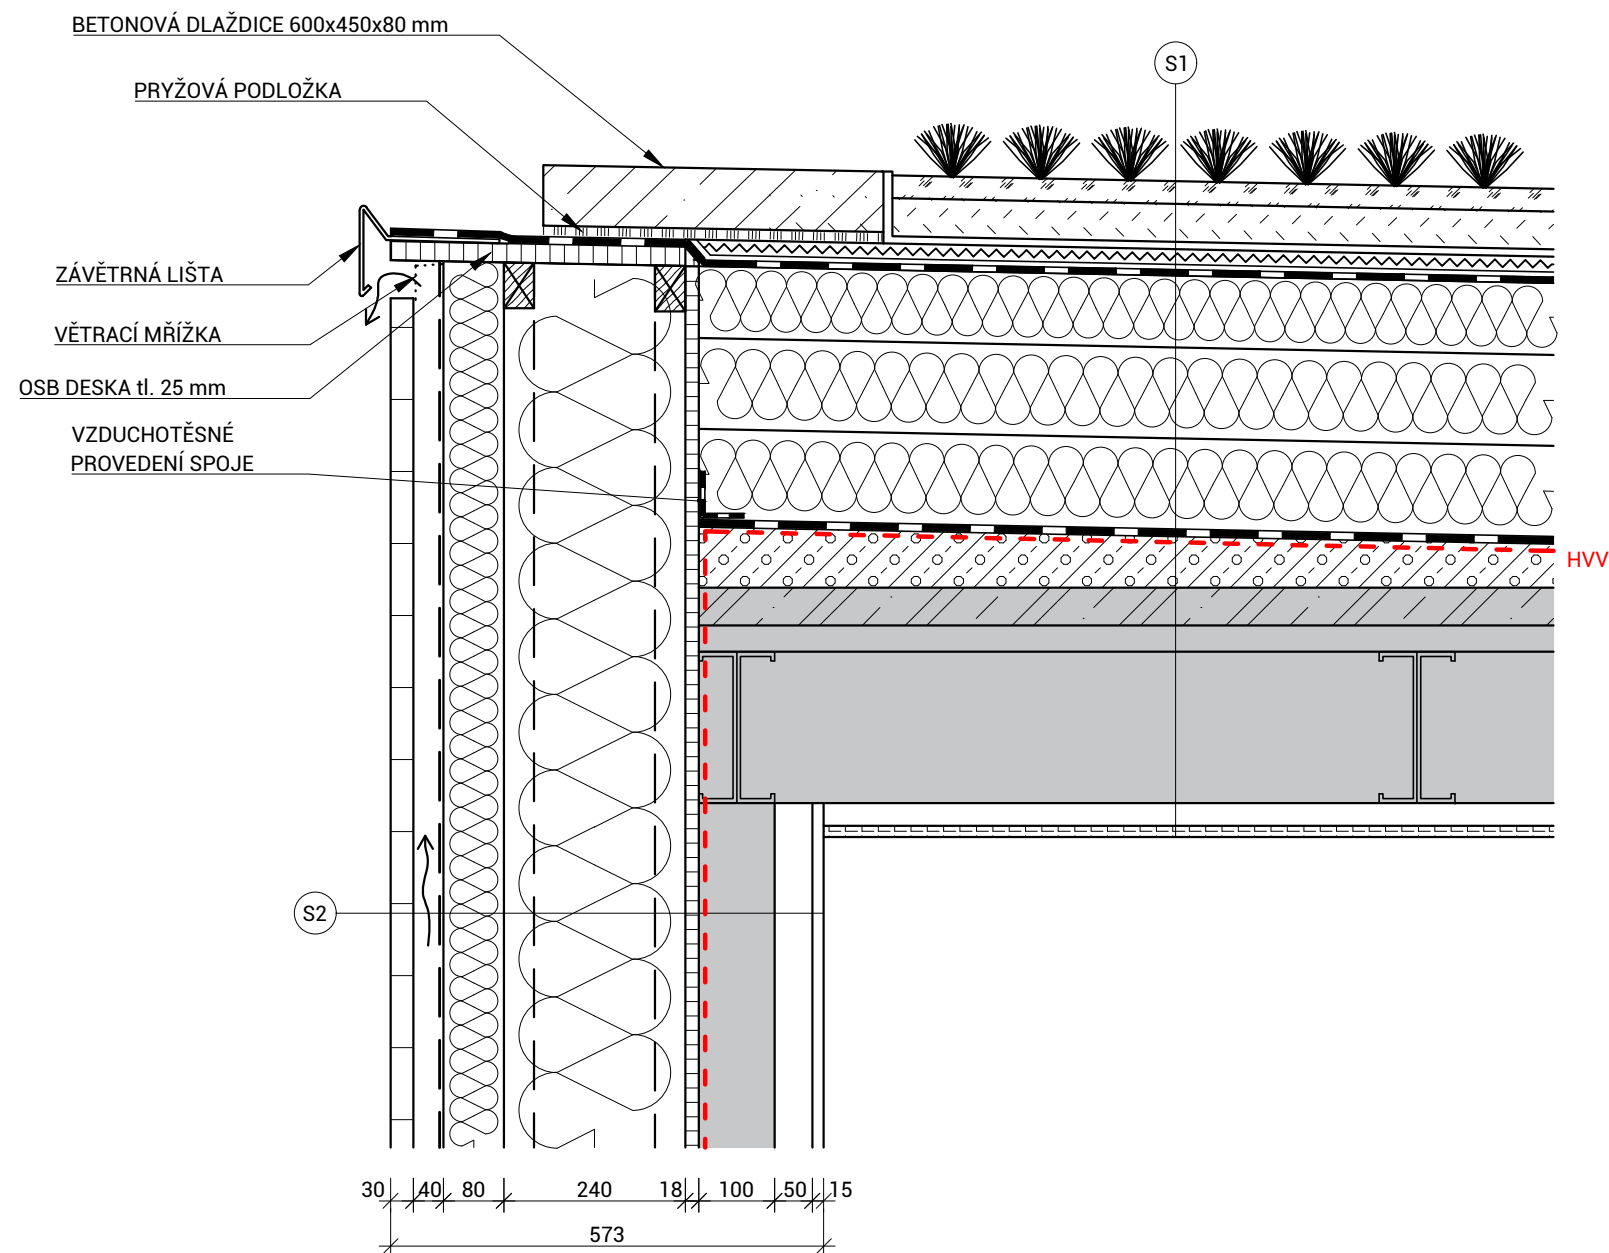 BETONOVÁ DLAŽDICE 600x450x80 mm
S1
PRYŽOVÁ PODLOŽKA
ZÁVĚTRNÁ LIŠTA
VĚTRACÍ MŘÍŽKA
OSB DESKA tl. 25 mm
VZDUCHOTĚSNÉ
PROVEDENÍ SPOJE
HVV
S2
30 40 80 240 18 100 50 15
573